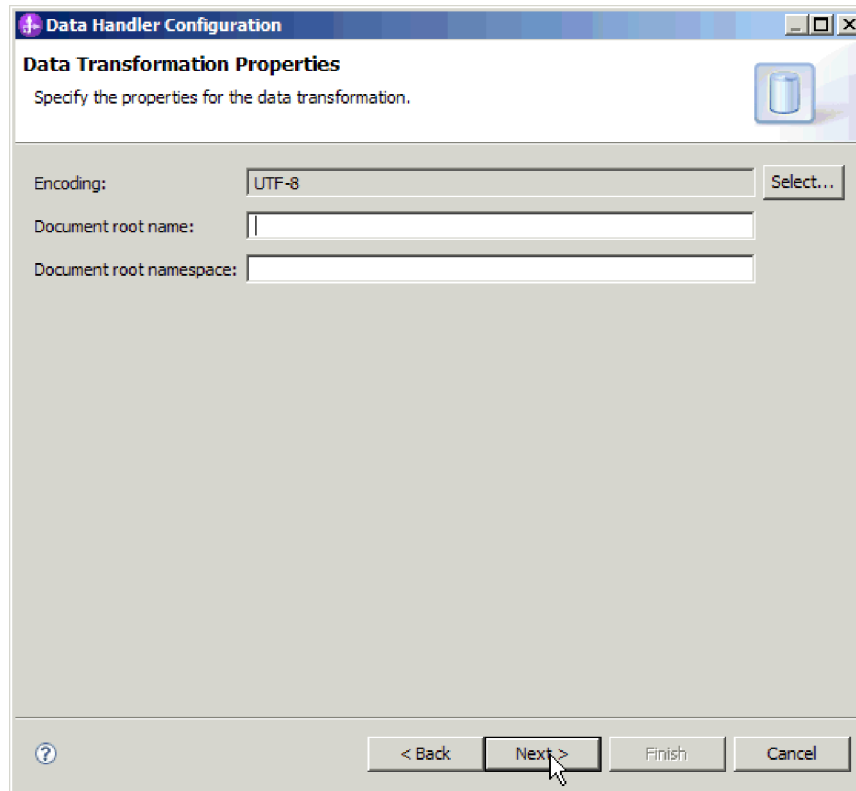 Data Handler Configuration
Data Transformation Properties
Specify the properties for the data transformation.
Encoding: UTF-8 Select...
Document root name:
Document root namespace:
? < Back Next > Finish Cancel